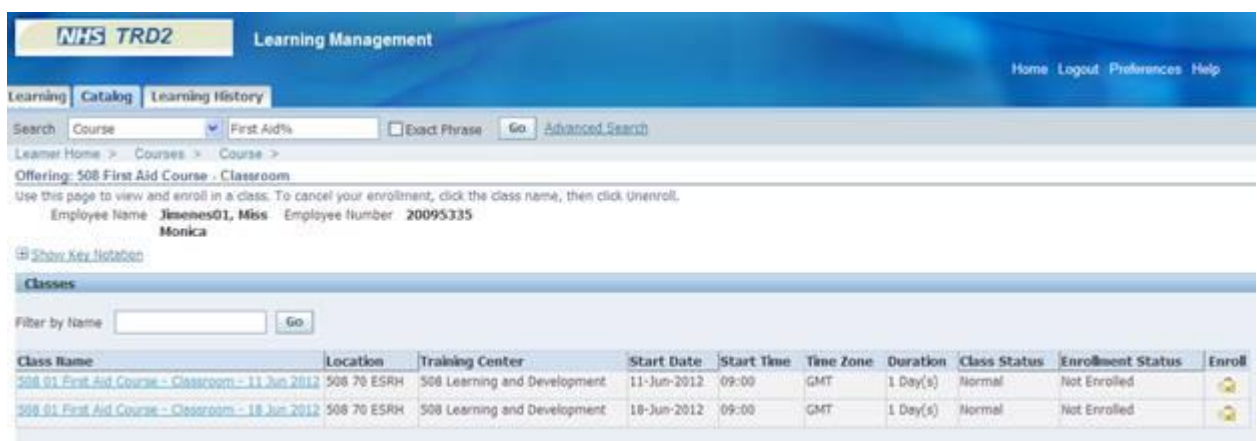 NHS TRD2 Learning Management
Home Logout Preferences Help
Learning Catalog Learning History
Search Course First Aid% Exact Phrase Go Advanced Search
Learner Home > Courses > Course >
Offering: 508 First Aid Course - Classroom
Use this page to view and enroll in a class. To cancel your enrollment, click the class name, then click Unenroll.
Employee Name Jimenes01, Miss Employee Number 20095335
Monica
Show Key Notation
Classes
Filter by Name Go
Class Name Location Training Center Start Date Start Time Time Zone Duration Class Status Enrollment Status Enroll
508 01 First Aid Course - Classroom - 11 Jun 2012 508 70 ESRH 508 Learning and Development 11-Jun-2012 09:00 GMT 1 Day(s) Normal Not Enrolled
508 01 First Aid Course - Classroom - 18 Jun 2012 508 70 ESRH 508 Learning and Development 18-Jun-2012 09:00 GMT 1 Day(s) Normal Not Enrolled